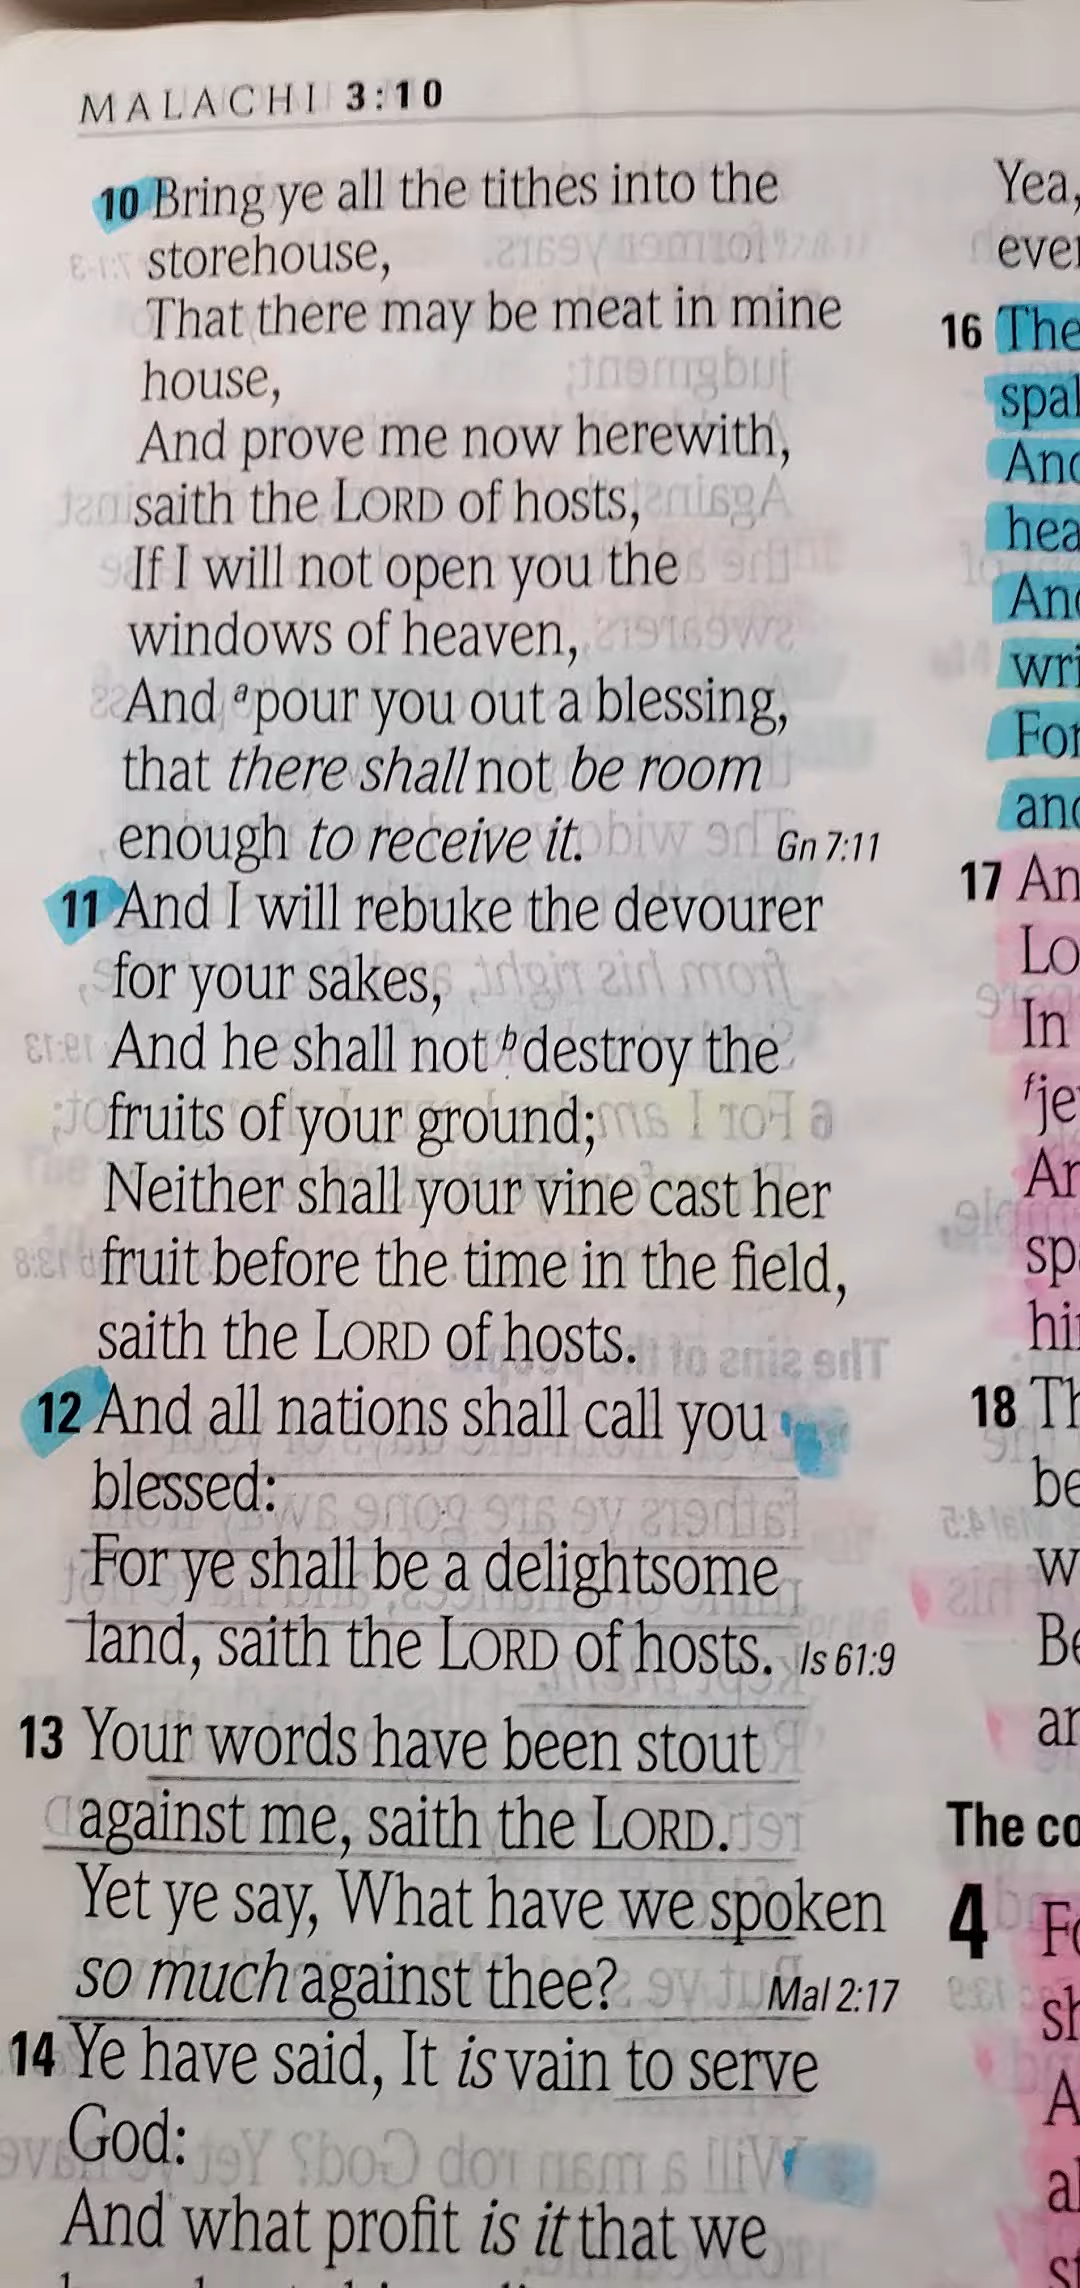 MALACHI 3:10
10 Bring ye all the tithes into the
storehouse,
That there may be meat in mine
house,
And prove me now herewith,
saith the LORD of hosts,
If I will not open you the
windows of heaven,
And ᵃpour you out a blessing,
that there shall not be room
enough to receive it. Gn 7:11
11 And I will rebuke the devourer
for your sakes,
And he shall not ᵇdestroy the
fruits of your ground;
Neither shall your vine cast her
fruit before the time in the field,
saith the LORD of hosts.
12 And all nations shall call you
blessed:
For ye shall be a delightsome
land, saith the LORD of hosts. Is 61:9
13 Your words have been stout
against me, saith the LORD.
Yet ye say, What have we spoken
so much against thee? Mal 2:17
14 Ye have said, It is vain to serve
God:
And what profit is it that we
Yea,
16
17
In
18
The
4